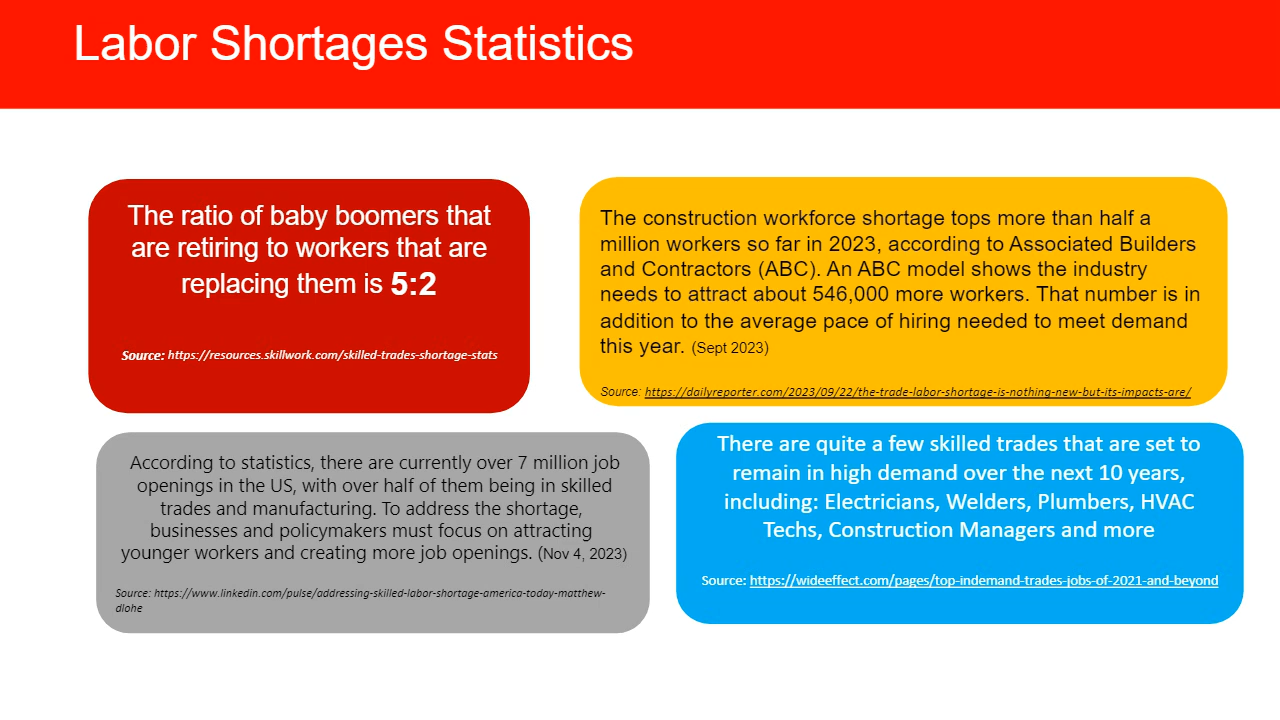 Labor Shortages Statistics
The ratio of baby boomers that
are retiring to workers that are
replacing them is 5:2
Source: https://resources.skillwork.com/skilled-trades-shortage-stats
The construction workforce shortage tops more than half a
million workers so far in 2023, according to Associated Builders
and Contractors (ABC). An ABC model shows the industry
needs to attract about 546,000 more workers. That number is in
addition to the average pace of hiring needed to meet demand
this year. (Sept 2023)
Source: https://dailyreporter.com/2023/09/22/the-trade-labor-shortage-is-nothing-new-but-its-impacts-are/
According to statistics, there are currently over 7 million job
openings in the US, with over half of them being in skilled
trades and manufacturing. To address the shortage,
businesses and policymakers must focus on attracting
younger workers and creating more job openings. (Nov 4, 2023)
Source: https://www.linkedin.com/pulse/addressing-skilled-labor-shortage-america-today-matthew-
dlohe
There are quite a few skilled trades that are set to
remain in high demand over the next 10 years,
including: Electricians, Welders, Plumbers, HVAC
Techs, Construction Managers and more
Source: https://wideeffect.com/pages/top-indemand-trades-jobs-of-2021-and-beyond